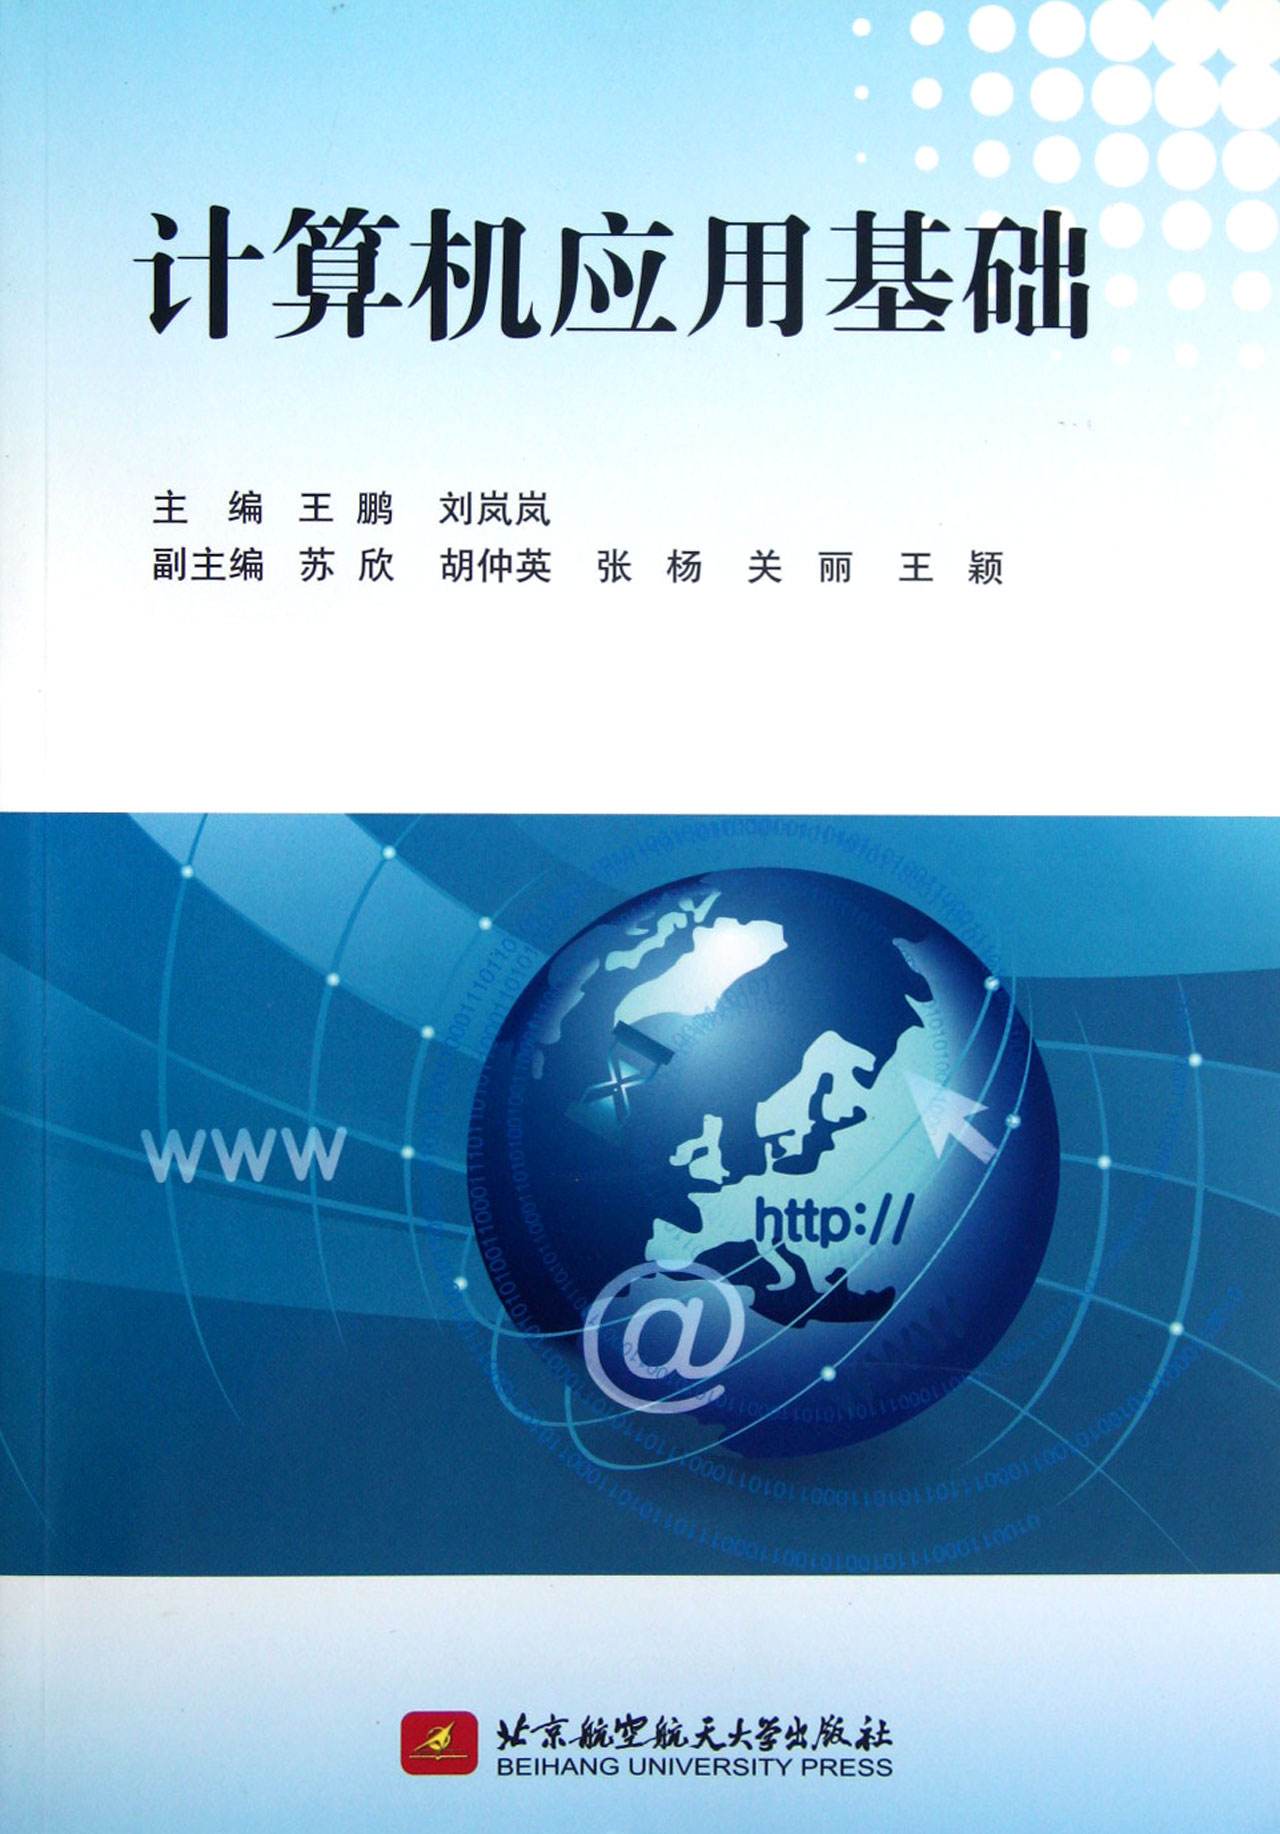 计算机应用基础
主 编 王 鹏 刘岚岚
副主编 苏 欣 胡仲英 张 杨 关 丽 王 颖
www
http://
@
北京航空航天大学出版社
BEIHANG UNIVERSITY PRESS